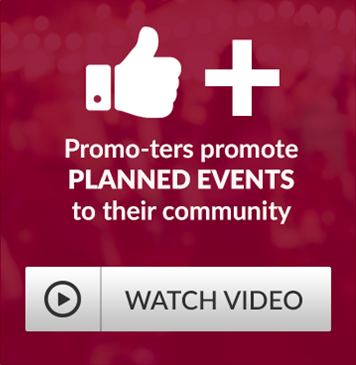 Promo-ters promote
PLANNED EVENTS
to their community
WATCH VIDEO